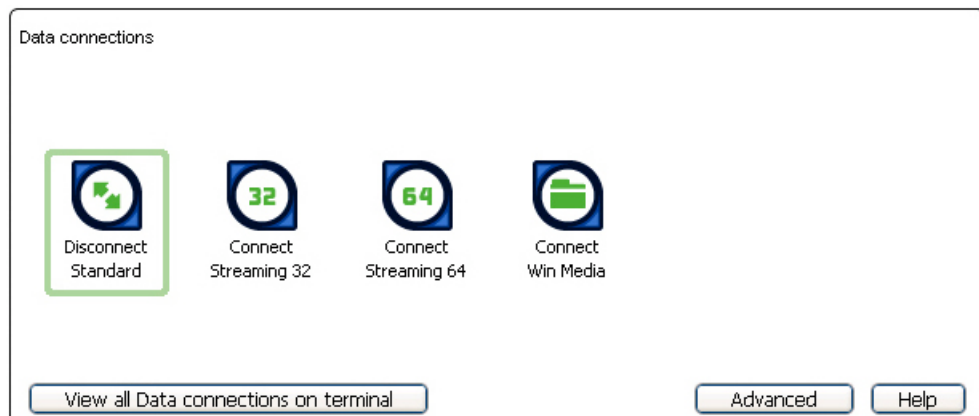 Data connections
32
64
Disconnect
Standard
Connect
Streaming 32
Connect
Streaming 64
Connect
Win Media
View all Data connections on terminal
Advanced
Help